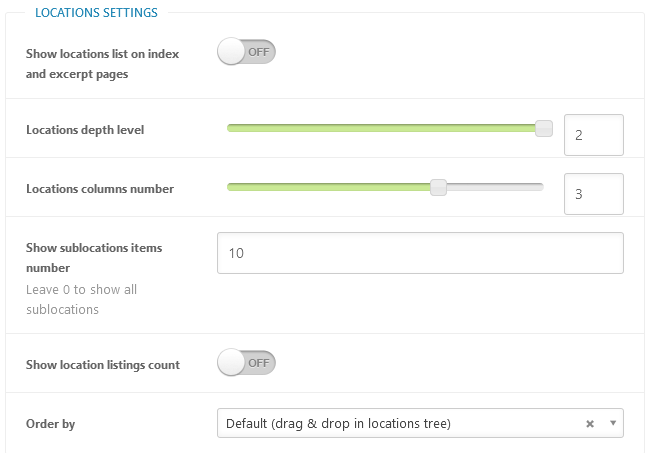 LOCATIONS SETTINGS
Show locations list on index
and excerpt pages
OFF
Locations depth level
2
Locations columns number
3
Show sublocations items
number
Leave 0 to show all
sublocations
10
Show location listings count
OFF
Order by
Default (drag & drop in locations tree)